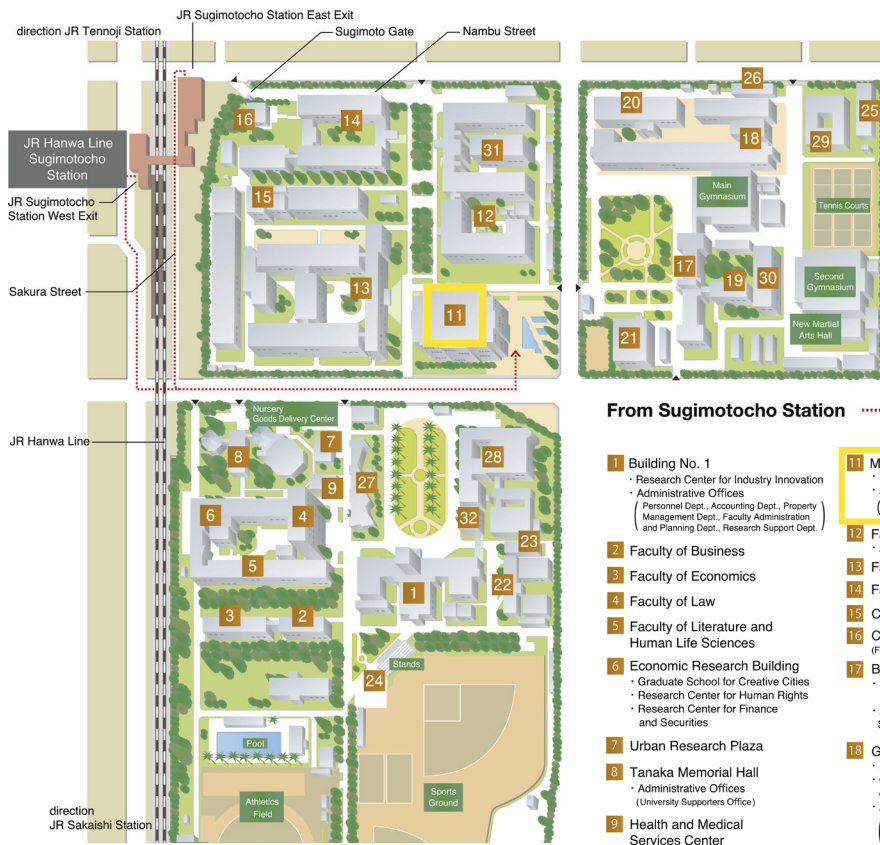 JR Sugimotocho Station East Exit
direction JR Tennoji Station
Sugimoto Gate
Nambu Street
26
16
14
20
25
18
29
31
JR Hanwa Line
Sugimotocho
Station
Main
Gymnasium
15
JR Sugimotocho
Station West Exit
12
Tennis Courts
17
19
30
Second
Gymnasium
Sakura Street
13
11
New Martial
Arts Hall
21
From Sugimotocho Station
Nursery
Goods Delivery Center
JR Hanwa Line
7
8
28
27
9
6
4
32
23
5
22
1
3
2
Stands
24
Pool
Athletics
Field
Sports
Ground
direction
JR Sakaishi Station
1 Building No. 1
・Research Center for Industry Innovation
・Administrative Offices
(Personnel Dept., Accounting Dept., Property
Management Dept., Faculty Administration
and Planning Dept., Research Support Dept.)
2 Faculty of Business
3 Faculty of Economics
4 Faculty of Law
5 Faculty of Literature and
Human Life Sciences
6 Economic Research Building
・Graduate School for Creative Cities
・Research Center for Human Rights
・Research Center for Finance
and Securities
7 Urban Research Plaza
8 Tanaka Memorial Hall
・Administrative Offices
(University Supporters Office)
9 Health and Medical
Services Center
11 M
12 Fa
13 Fa
14 Fa
15 C
16 C
(F
17 B
S
18 G